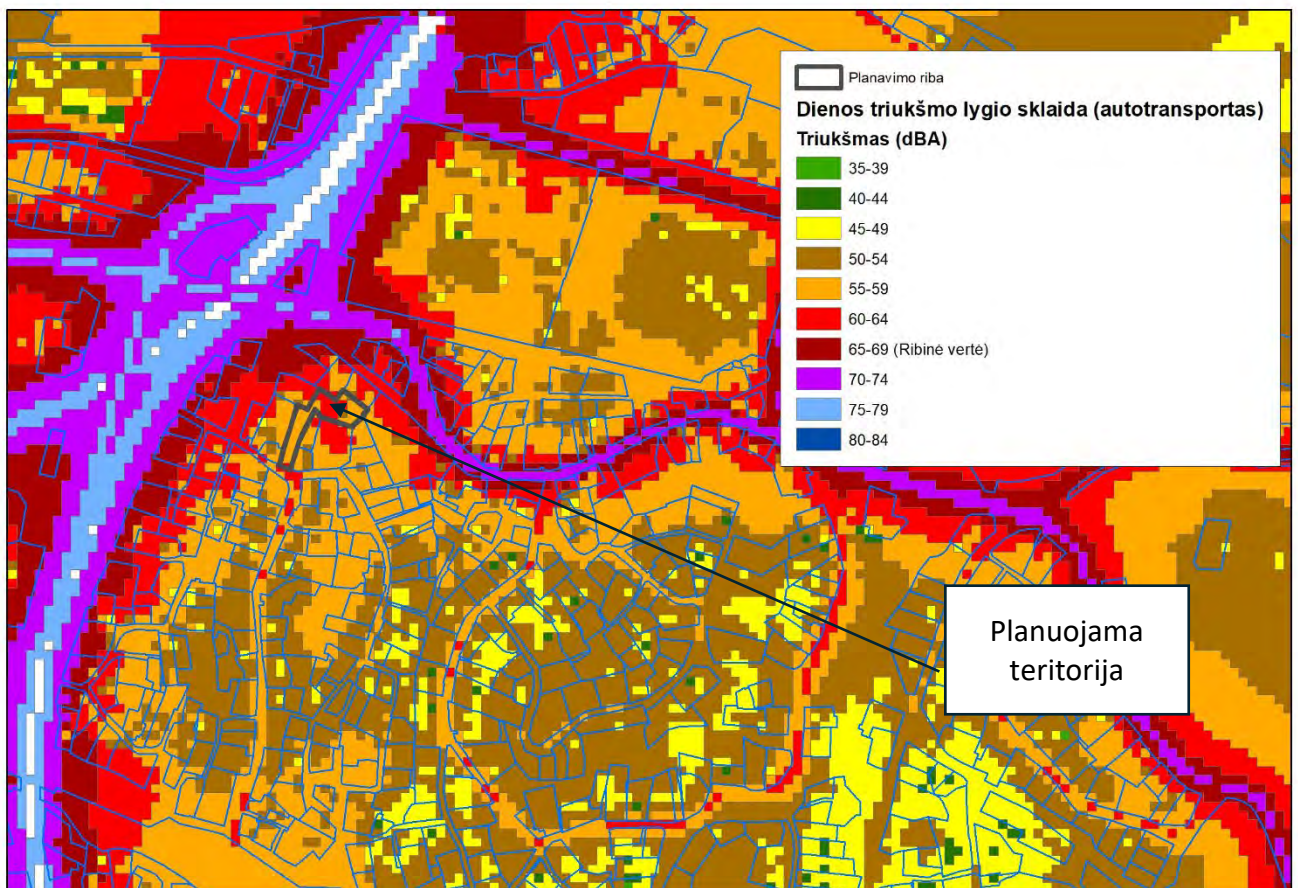 Planavimo riba
Dienos triukšmo lygio sklaida (autotransportas)
Triukšmas (dBA)
35-39
40-44
45-49
50-54
55-59
60-64
65-69 (Ribinė vertė)
70-74
75-79
80-84
Planuojama
teritorija